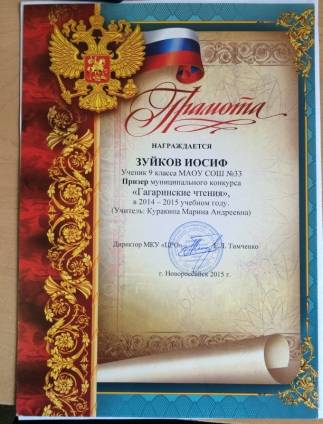 Грамота
НАГРАЖДАЕТСЯ
ЗУЙКОВ ИОСИФ
Ученик 9 класса МАОУ СОШ №33
Призер муниципального конкурса
«Гагаринские чтения»,
в 2014 – 2015 учебном году.
(Учитель: Куракина Марина Андреевна)
Директор МКУ «ЦРО» Е.Л. Тимченко
г. Новороссийск 2015 г.